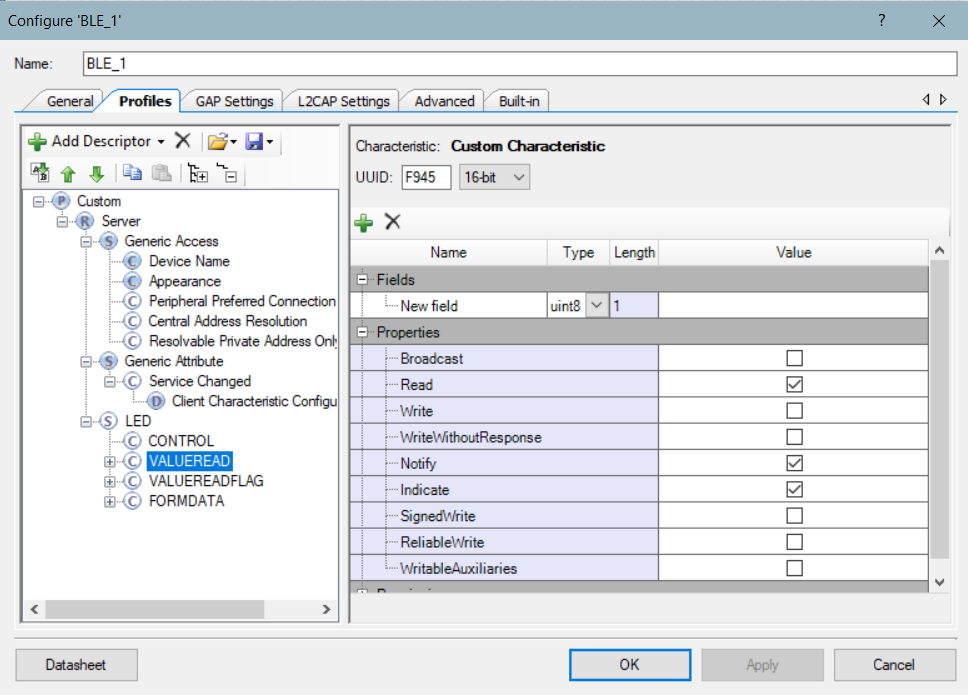 Configure 'BLE_1'
?
Name: BLE_1
General Profiles GAP Settings L2CAP Settings Advanced Built-in
Add Descriptor
Custom
Server
Generic Access
Device Name
Appearance
Peripheral Preferred Connection
Central Address Resolution
Resolvable Private Address Onl
Generic Attribute
Service Changed
Client Characteristic Configu
LED
CONTROL
VALUEREAD
VALUEREADFLAG
FORMDATA
Characteristic: Custom Characteristic
UUID: F945 16-bit
Name Type Length Value
Fields
New field uint8 1
Properties
Broadcast
Read
Write
WriteWithoutResponse
Notify
Indicate
SignedWrite
ReliableWrite
WritableAuxiliaries
Datasheet OK Apply Cancel